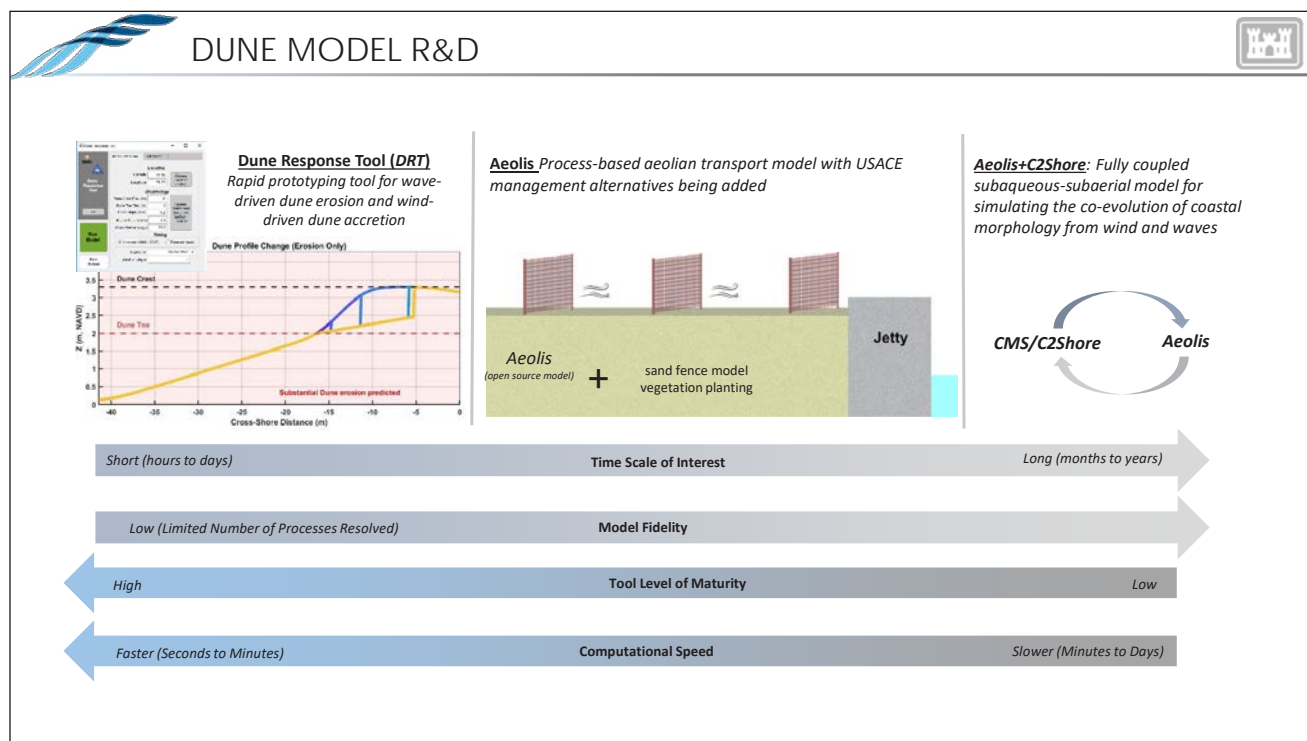 DUNE MODEL R&D
Dune Response Tool (DRT)
Rapid prototyping tool for wave-
driven dune erosion and wind-
driven dune accretion
Run
Model
Dune Profile Change (Erosion Only)
Dune Crest
Dune Toe
Substantial Dune erosion predicted
Z (m, NAVD)
3.5
3
2.5
2
1.5
1
0.5
0
-40 -35 -30 -25 -20 -15 -10 -5 0
Cross-Shore Distance (m)
Aeolis Process-based aeolian transport model with USACE
management alternatives being added
Aeolis
(open source model)
+
sand fence model
vegetation planting
Jetty
Aeolis+C2Shore: Fully coupled
subaqueous-subaerial model for
simulating the co-evolution of coastal
morphology from wind and waves
CMS/C2Shore
Aeolis
Short (hours to days) Time Scale of Interest Long (months to years)
Low (Limited Number of Processes Resolved) Model Fidelity
High Tool Level of Maturity Low
Faster (Seconds to Minutes) Computational Speed Slower (Minutes to Days)